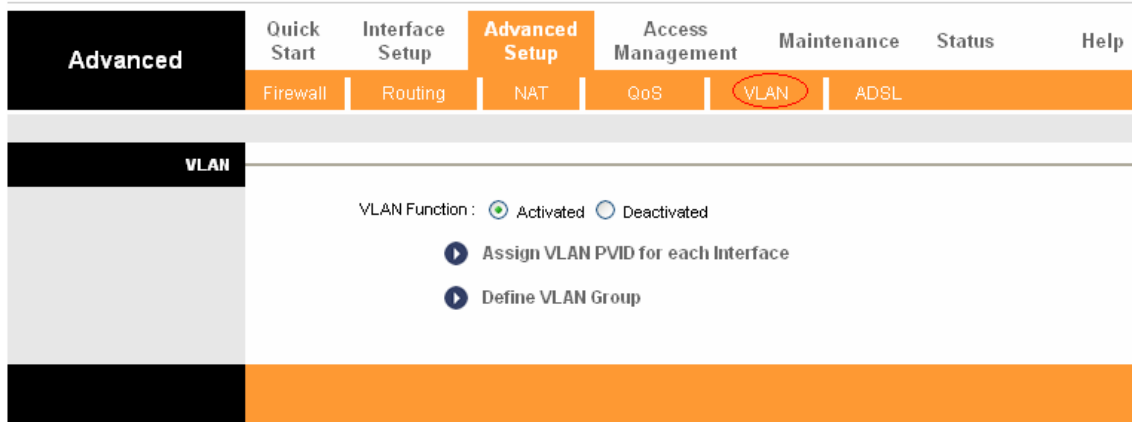 Advanced
Quick Start
Interface Setup
Advanced Setup
Access Management
Maintenance
Status
Help
Firewall
Routing
NAT
QoS
VLAN
ADSL
VLAN
VLAN Function : Activated Deactivated
Assign VLAN PVID for each Interface
Define VLAN Group